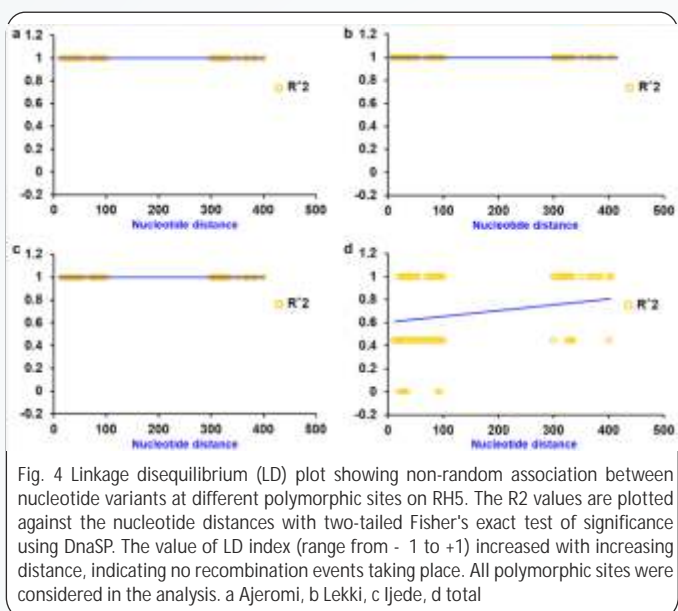 a
1.2
1
0.8
0.6
0.4
0.2
0
-0.2
0 100 200 300 400 500
Nucleotide distance
R^2
b
1.2
1
0.8
0.6
0.4
0.2
0
-0.2
0 100 200 300 400 500
Nucleotide distance
R^2
c
1.2
1
0.8
0.6
0.4
0.2
0
-0.2
0 100 200 300 400 500
Nucleotide distance
R^2
d
1.2
1
0.8
0.6
0.4
0.2
0
-0.2
0 100 200 300 400 500
Nucleotide distance
R^2
Fig. 4 Linkage disequilibrium (LD) plot showing non-random association between
nucleotide variants at different polymorphic sites on RH5. The R2 values are plotted
against the nucleotide distances with two-tailed Fisher's exact test of significance
using DnaSP. The value of LD index (range from - 1 to +1) increased with increasing
distance, indicating no recombination events taking place. All polymorphic sites were
considered in the analysis. a Ajeromi, b Lekki, c Ijede, d total